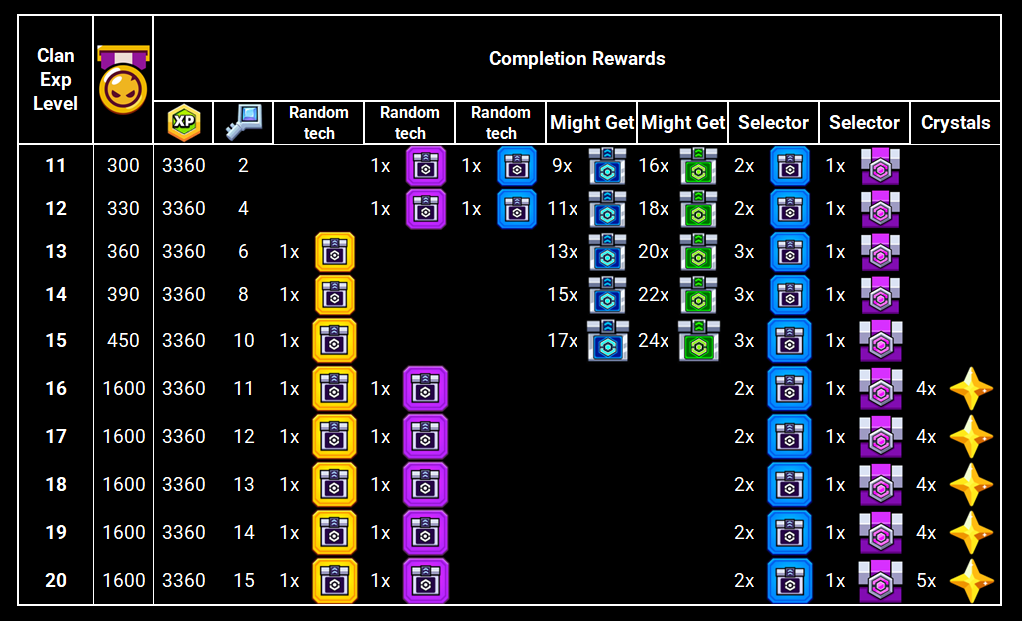 Clan Exp Level Completion Rewards
XP Random tech Random tech Random tech Might Get Might Get Selector Selector Crystals
11 300 3360 2 1x 1x 9x 16x 2x 1x
12 330 3360 4 1x 1x 11x 18x 2x 1x
13 360 3360 6 1x 13x 20x 3x 1x
14 390 3360 8 1x 15x 22x 3x 1x
15 450 3360 10 1x 17x 24x 3x 1x
16 1600 3360 11 1x 1x 2x 1x 4x
17 1600 3360 12 1x 1x 2x 1x 4x
18 1600 3360 13 1x 1x 2x 1x 4x
19 1600 3360 14 1x 1x 2x 1x 4x
20 1600 3360 15 1x 1x 2x 1x 5x